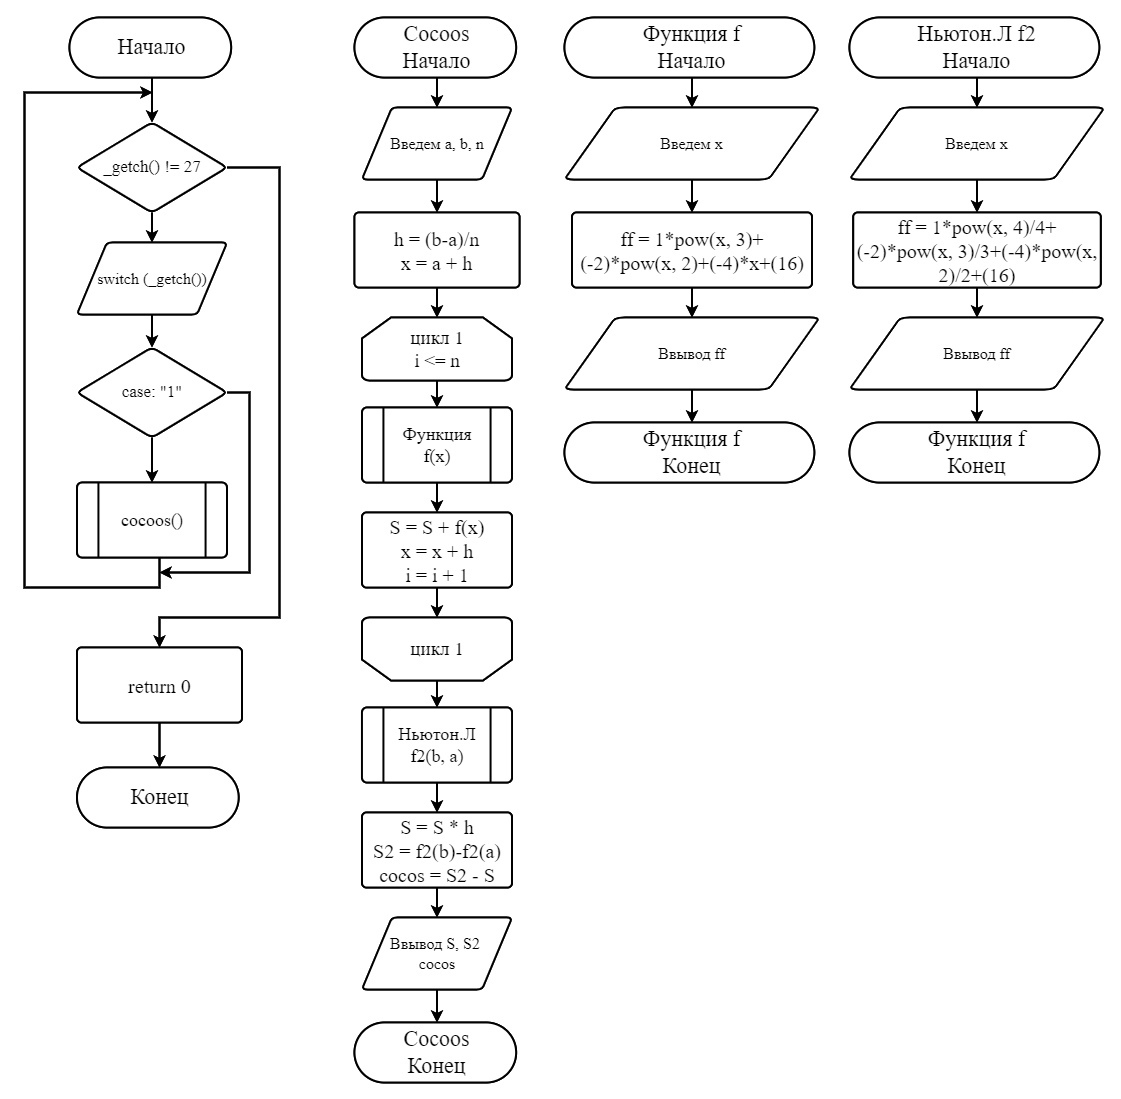 Начало
_getch() != 27
switch (_getch())
case: "1"
cocoos()
return 0
Конец
Cocoos
Начало
Введем a, b, n
h = (b-a)/n
x = a + h
цикл 1
i <= n
Функция
f(x)
S = S + f(x)
x = x + h
i = i + 1
цикл 1
Ньютон.Л
f2(b, a)
S = S * h
S2 = f2(b)-f2(a)
cocos = S2 - S
Ввывод S, S2
cocos
Cocoos
Конец
Функция f
Начало
Введем x
ff = 1*pow(x, 3)+
(-2)*pow(x, 2)+(-4)*x+(16)
Ввывод ff
Функция f
Конец
Ньютон.Л f2
Начало
Введем x
ff = 1*pow(x, 4)/4+
(-2)*pow(x, 3)/3+(-4)*pow(x,
2)/2+(16)
Ввывод ff
Функция f
Конец